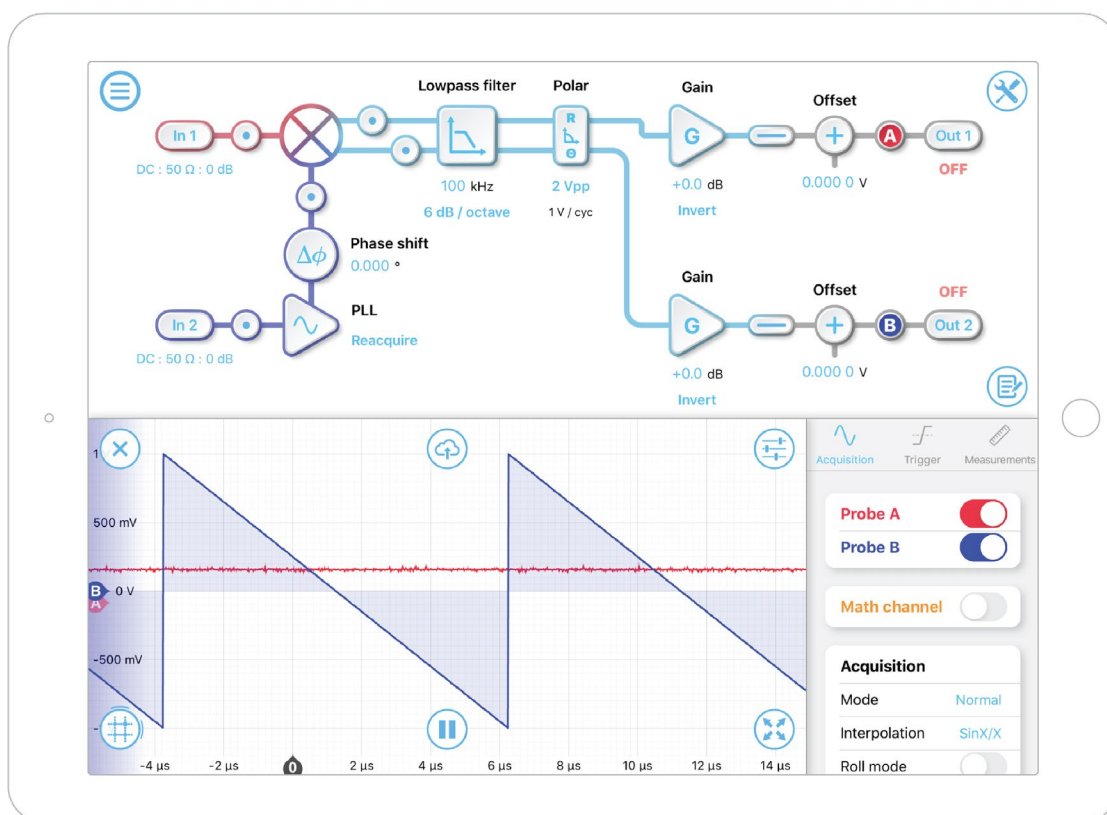 Lowpass filter
Polar
Gain
Offset
In 1
R
Θ
G
A
Out 1
DC : 50 Ω : 0 dB
100 kHz
6 dB / octave
2 Vpp
1 V / cyc
+0.0 dB
Invert
0.000 0 V
OFF
Δϕ
Phase shift
0.000 °
Gain
Offset
OFF
In 2
PLL
Reacquire
G
B
Out 2
DC : 50 Ω : 0 dB
+0.0 dB
Invert
0.000 0 V
Acquisition
Trigger
Measurements
500 mV
B
0 V
A
-500 mV
-4 µs
-2 µs
0
2 µs
4 µs
6 µs
8 µs
10 µs
12 µs
14 µs
Probe A
Probe B
Math channel
Acquisition
Mode
Normal
Interpolation
SinX/X
Roll mode